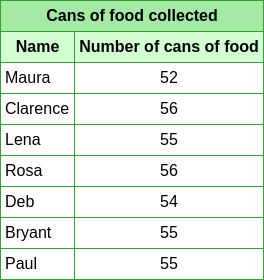 Cans of food collected
Name Number of cans of food
Maura 52
Clarence 56
Lena 55
Rosa 56
Deb 54
Bryant 55
Paul 55